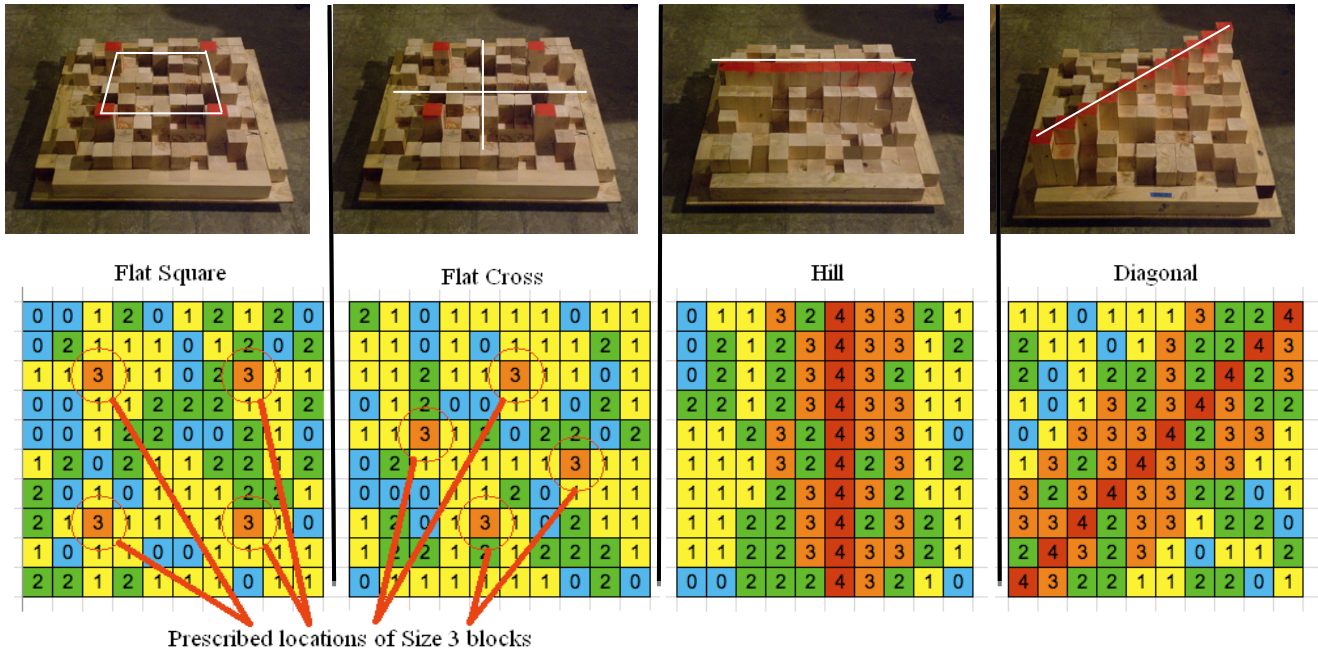 Flat Square
Flat Cross
Hill
Diagonal
0 0 1 2 0 1 2 1 2 0
0 2 1 1 1 0 1 2 0 2
1 1 3 1 1 0 2 3 1 1
0 0 1 1 2 2 2 1 1 2
0 0 1 2 2 0 0 2 1 0
1 2 0 2 1 1 2 2 1 2
2 0 1 0 1 1 1 2 2 1
2 1 3 1 1 1 1 3 1 0
1 0 1 1 0 0 1 1 1 1
2 2 1 2 1 1 1 0 1 1
2 1 0 1 1 1 1 0 1 1
1 1 0 1 0 1 1 1 2 1
1 1 2 1 1 3 1 1 0 1
0 1 2 0 0 1 1 0 2 1
1 1 3 1 2 0 2 2 0 2
0 2 1 1 1 1 1 3 1 1
0 0 0 1 1 2 0 1 1
1 2 0 1 3 1 0 2 1 1
1 2 2 1 2 1 1 2 2 2
0 1 1 1 1 1 1 0 2 0
0 1 1 3 2 4 3 3 2 1
0 2 1 2 3 4 3 3 1 2
0 2 1 2 3 4 3 2 1 1
2 2 1 2 3 4 3 3 1 1
1 1 2 3 2 4 3 3 1 0
1 1 1 2 3 4 2 3 1 2
1 1 1 2 3 4 3 2 1 1
1 1 2 2 3 4 2 3 2 1
1 1 2 2 3 4 3 3 2 1
0 0 2 2 2 4 3 2 1 0
1 1 0 1 1 1 3 2 2 4
2 1 1 0 1 3 2 2 4 3
1 0 1 2 2 3 2 4 2 3
1 0 1 3 2 3 4 3 2 2
0 1 3 3 3 4 2 3 3 1
1 3 2 3 4 3 3 3 1 1
3 2 3 4 3 3 2 2 0 1
3 3 4 2 3 3 1 2 2 0
2 4 3 2 3 1 0 1 1 2
4 3 2 2 1 1 2 2 0 1
Prescribed locations of Size 3 blocks